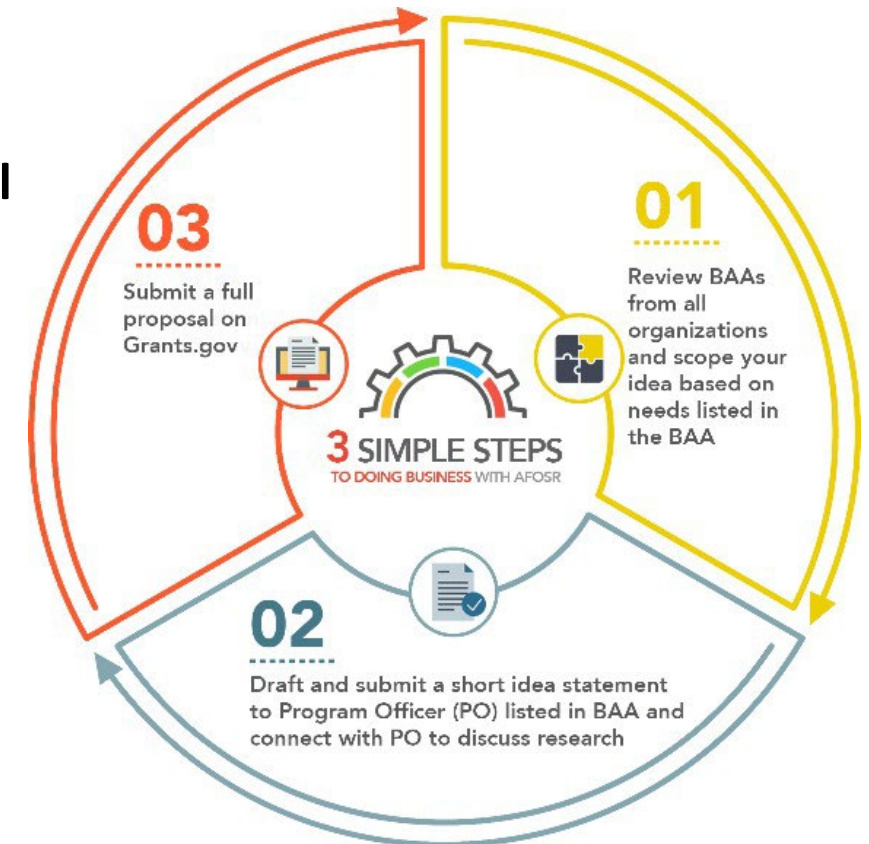 3 SIMPLE STEPS
TO DOING BUSINESS WITH AFOSR
01
Review BAAs
from all
organizations
and scope your
idea based on
needs listed in
the BAA
02
Draft and submit a short idea statement
to Program Officer (PO) listed in BAA and
connect with PO to discuss research
03
Submit a full
proposal on
Grants.gov